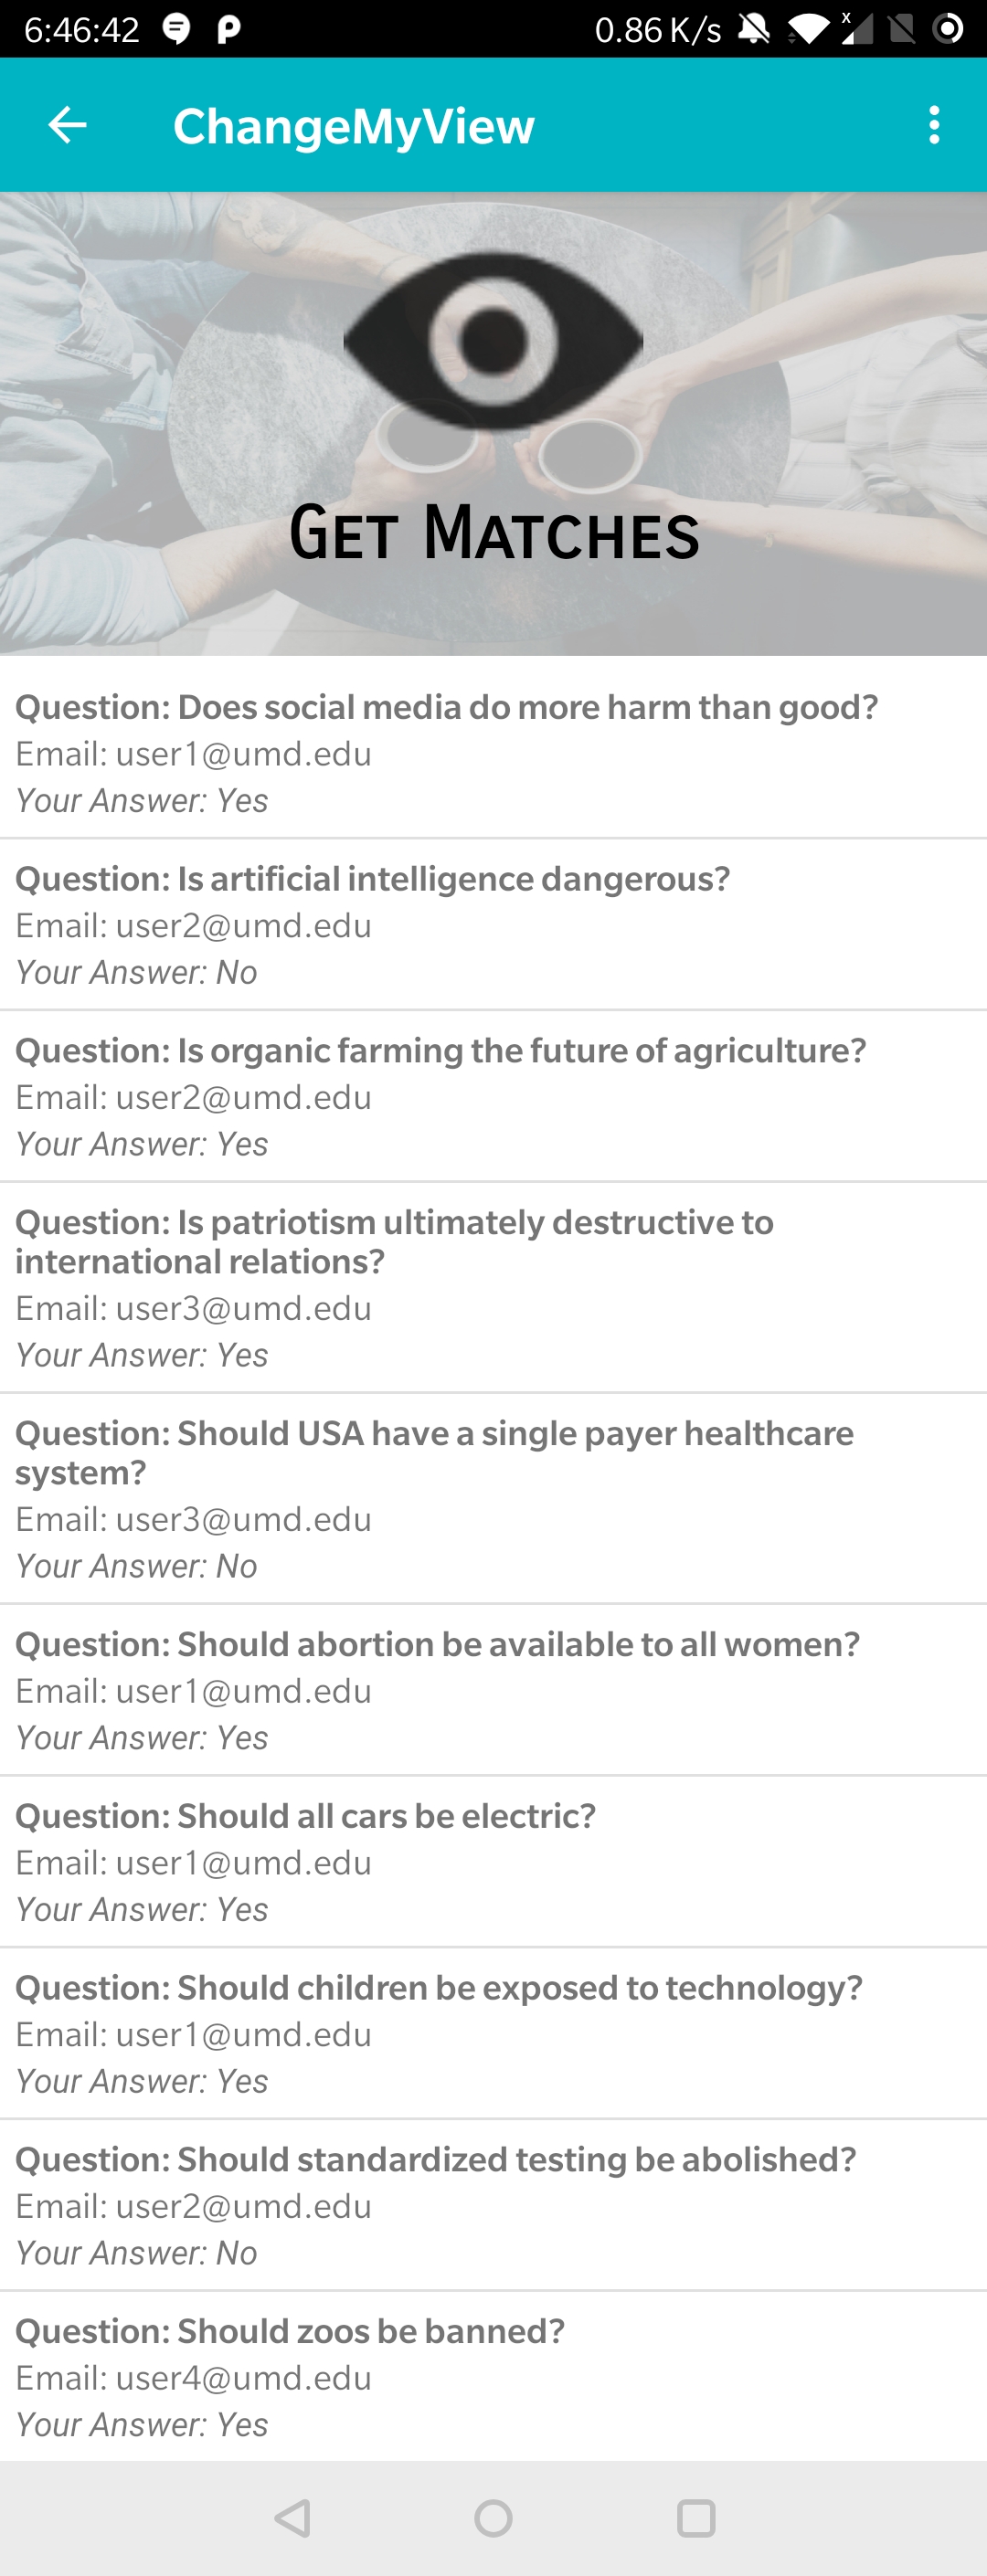 6:46:42 0.86 K/s x
ChangeMyView
GET MATCHES
Question: Does social media do more harm than good?
Email: user1@umd.edu
Your Answer: Yes
Question: Is artificial intelligence dangerous?
Email: user2@umd.edu
Your Answer: No
Question: Is organic farming the future of agriculture?
Email: user2@umd.edu
Your Answer: Yes
Question: Is patriotism ultimately destructive to
international relations?
Email: user3@umd.edu
Your Answer: Yes
Question: Should USA have a single payer healthcare
system?
Email: user3@umd.edu
Your Answer: No
Question: Should abortion be available to all women?
Email: user1@umd.edu
Your Answer: Yes
Question: Should all cars be electric?
Email: user1@umd.edu
Your Answer: Yes
Question: Should children be exposed to technology?
Email: user1@umd.edu
Your Answer: Yes
Question: Should standardized testing be abolished?
Email: user2@umd.edu
Your Answer: No
Question: Should zoos be banned?
Email: user4@umd.edu
Your Answer: Yes